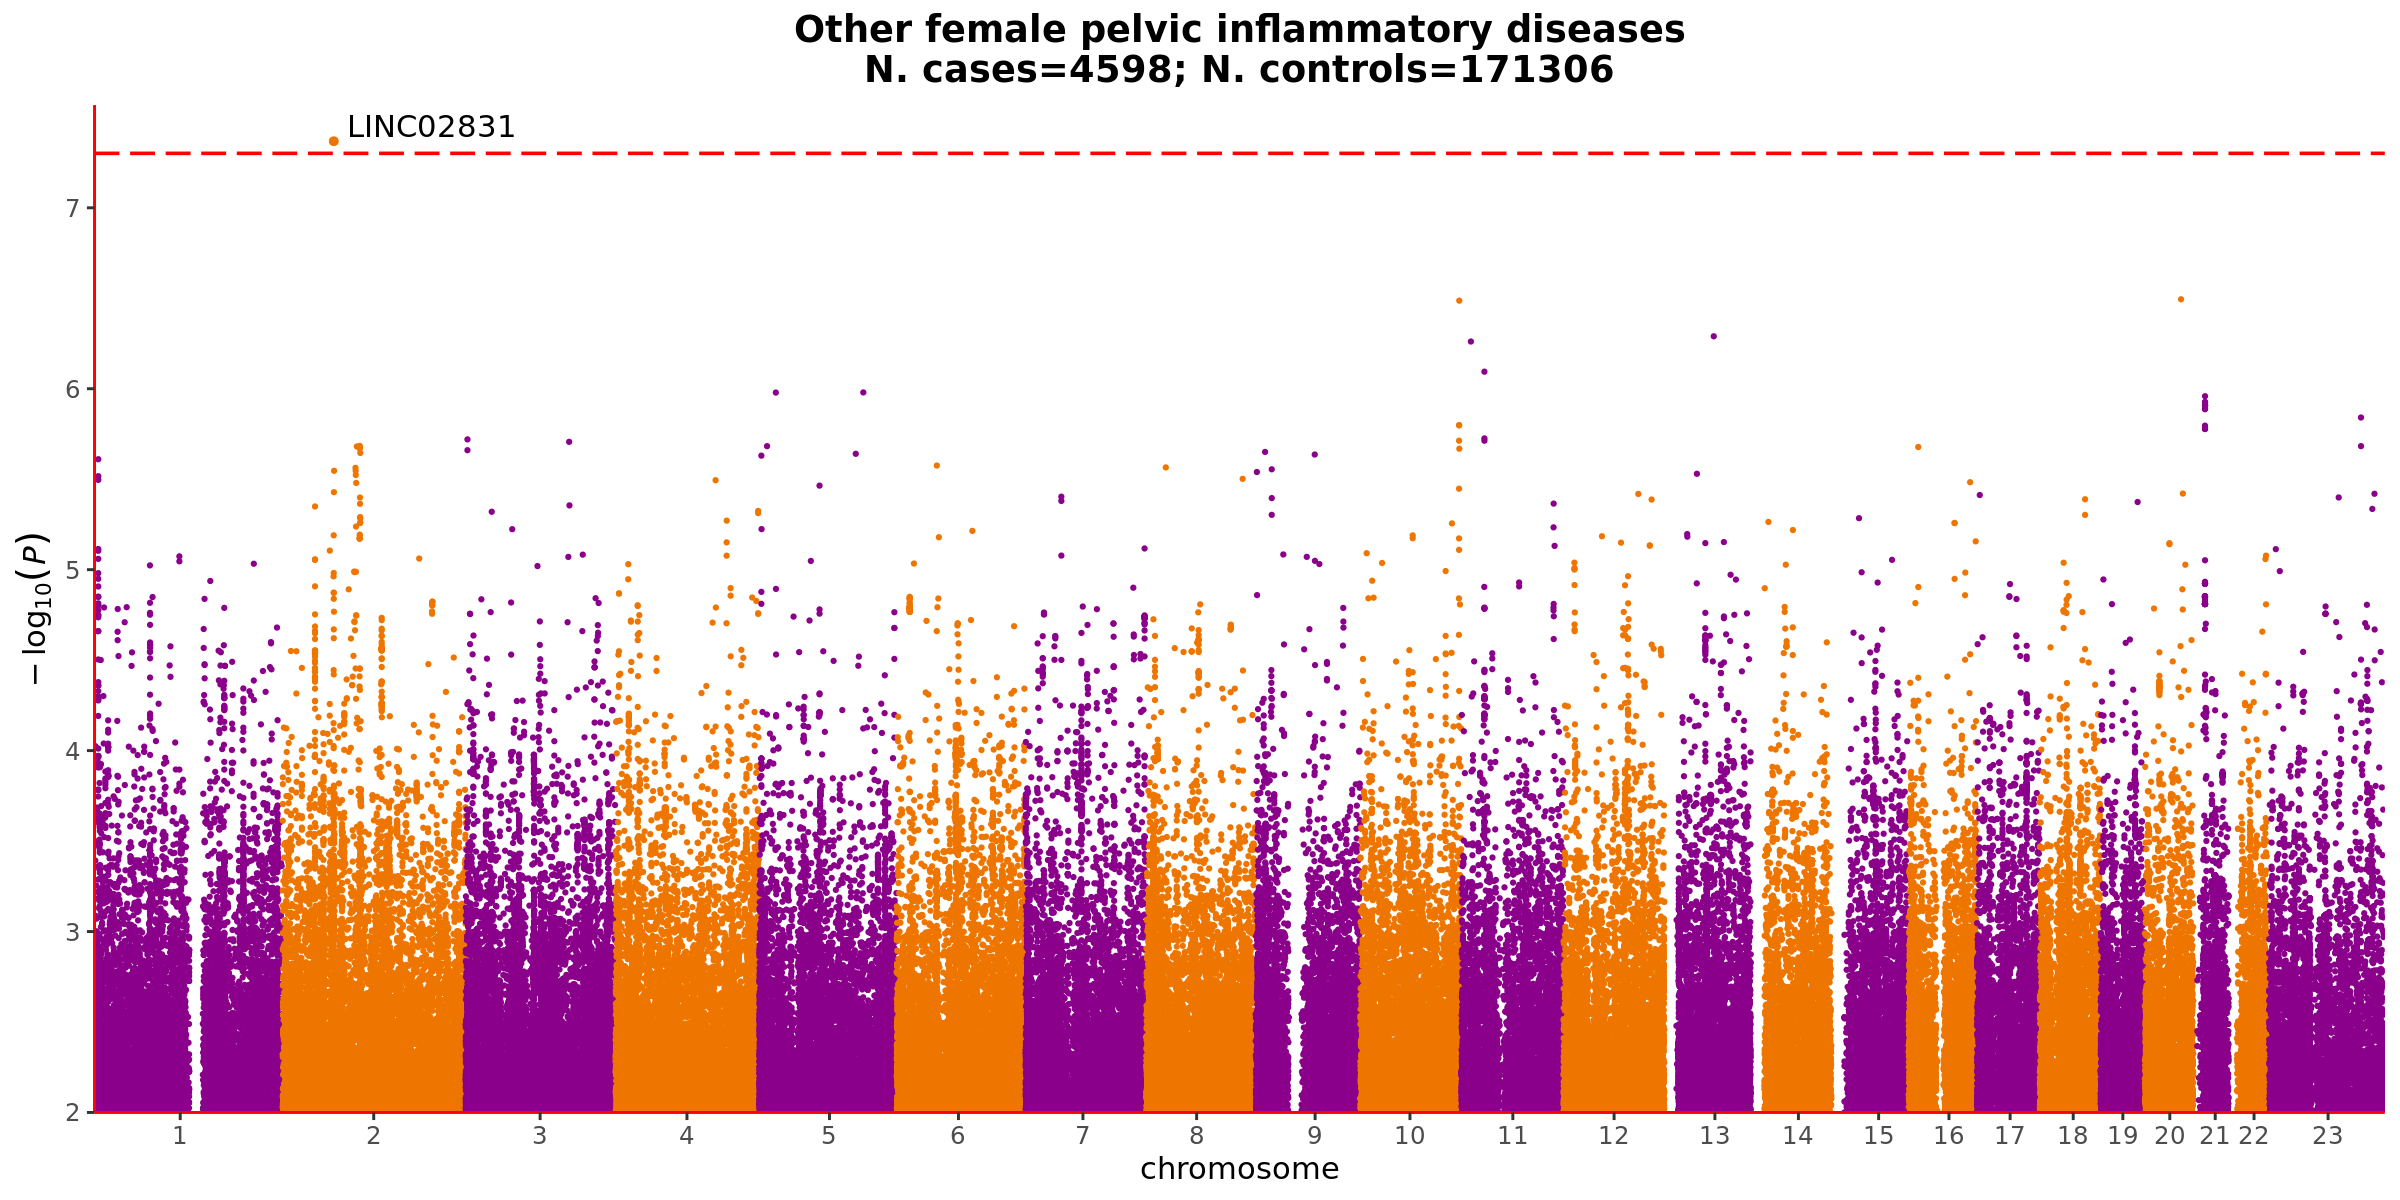 Other female pelvic inflammatory diseases
N. cases=4598; N. controls=171306
LINC02831
7
6
5
4
3
2
− log₁₀(P)
1 2 3 4 5 6 7 8 9 10 11 12 13 14 15 16 17 18 19 20 21 22 23
chromosome